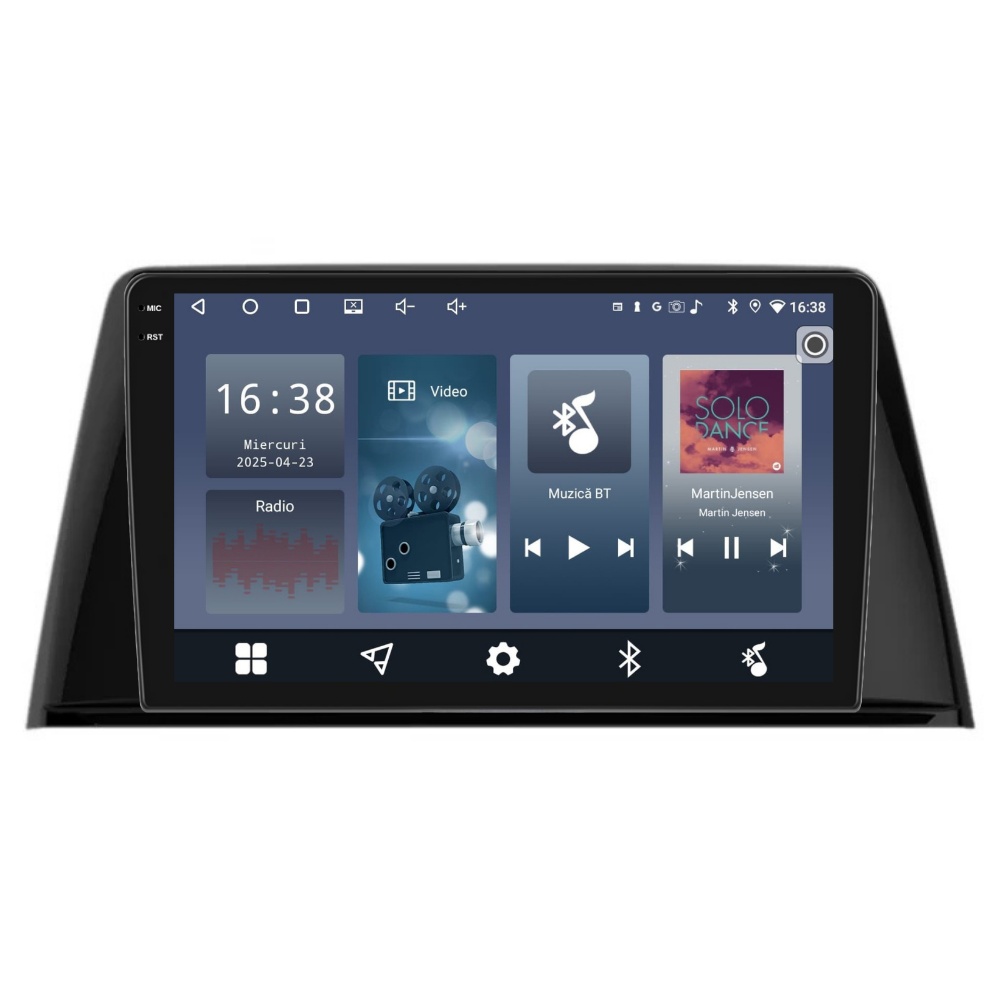 MIC
RST
G
16:38
16:38
Miercuri
2025-04-23
Radio
Video
Muzică BT
SOLO
DANCE
MARTIN JENSEN
MartinJensen
Martin Jensen